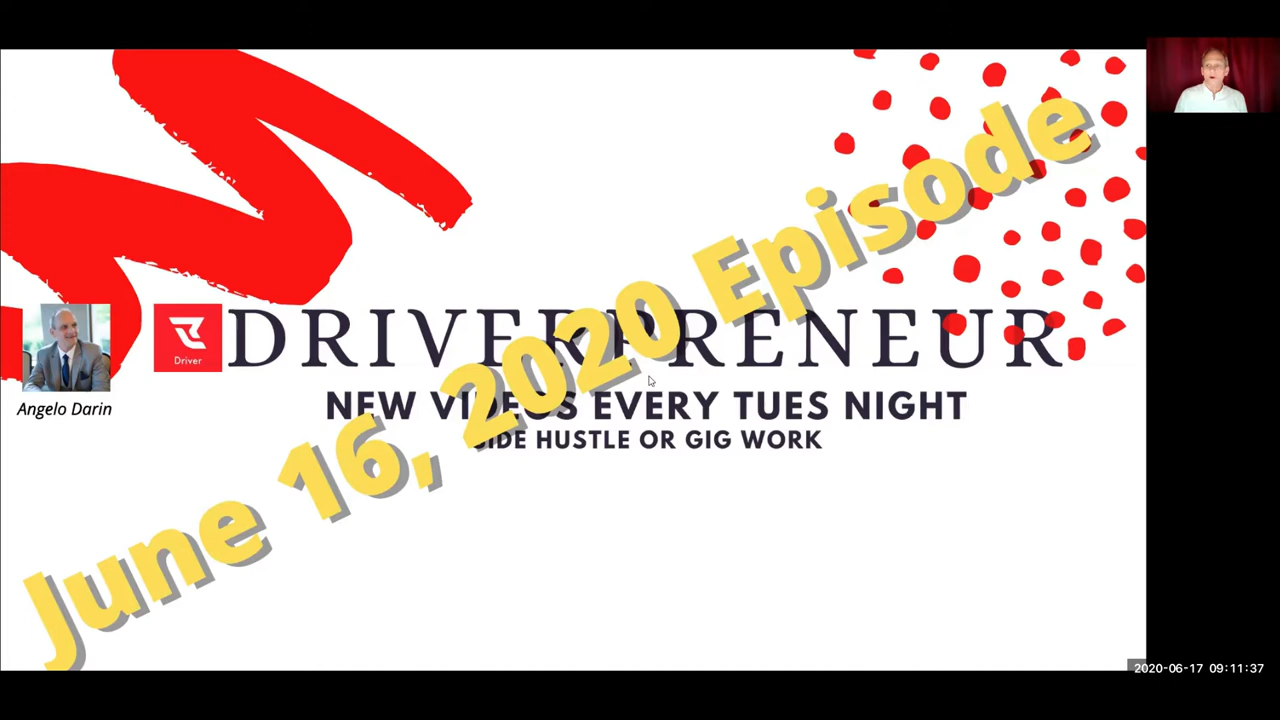 June 16, 2020 Episode
Driver
DRIVERPRENEUR
Angelo Darin
NEW VIDEOS EVERY TUES NIGHT
SIDE HUSTLE OR GIG WORK
2020-06-17 09:11:37